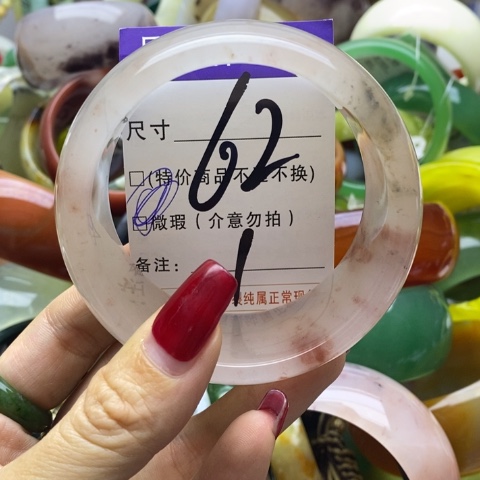 尺寸 62
□(特价商品不退不换)
☑微瑕(介意勿拍)
备注: 1
纯属正常现